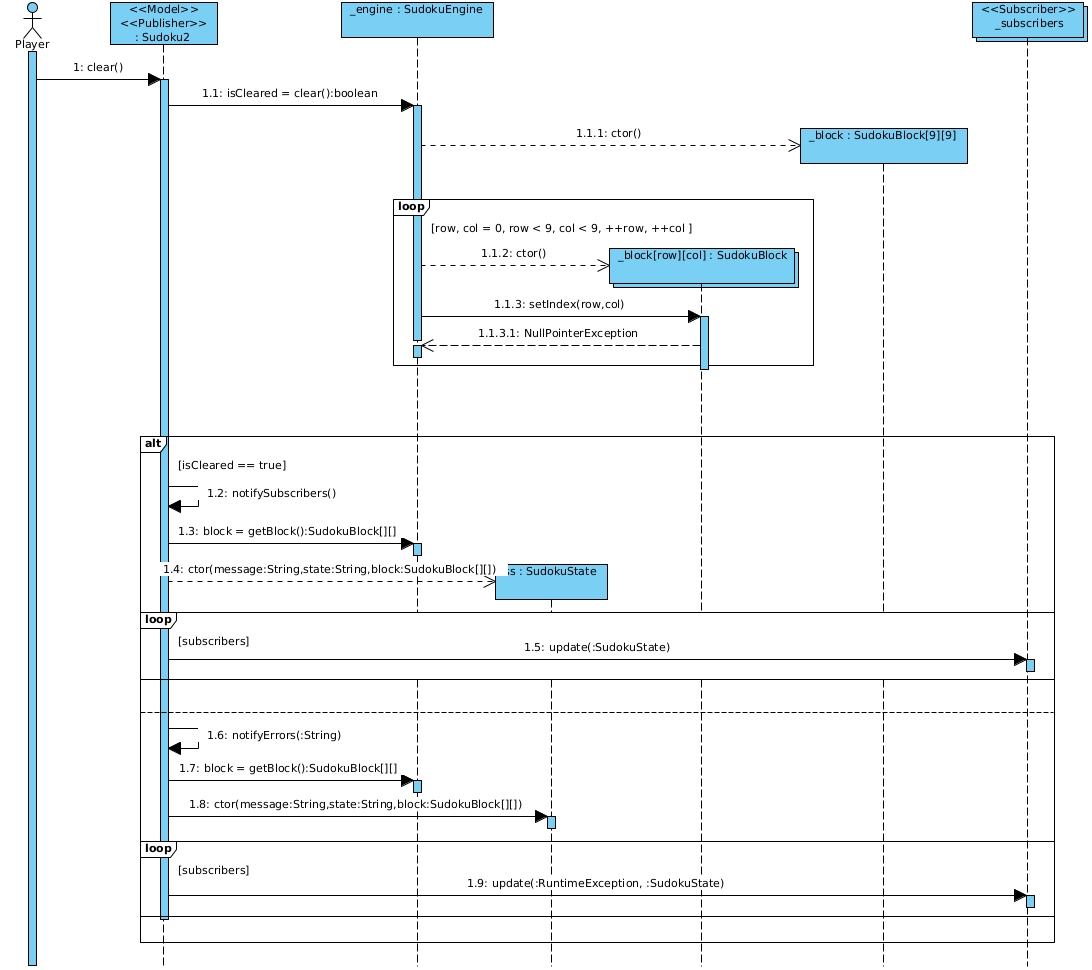 <<Model>>
<<Publisher>>
: Sudoku2
_engine : SudokuEngine
<<Subscriber>>
_subscribers
Player
1: clear()
1.1: isCleared = clear():boolean
1.1.1: ctor()
_block : SudokuBlock[9][9]
loop
[row, col = 0, row < 9, col < 9, ++row, ++col ]
1.1.2: ctor()
_block[row][col] : SudokuBlock
1.1.3: setIndex(row,col)
1.1.3.1: NullPointerException
alt
[isCleared == true]
1.2: notifySubscribers()
1.3: block = getBlock():SudokuBlock[][]
1.4: ctor(message:String,state:String,block:SudokuBlock[][])
ss : SudokuState
loop
[subscribers]
1.5: update(:SudokuState)
1.6: notifyErrors(:String)
1.7: block = getBlock():SudokuBlock[][]
1.8: ctor(message:String,state:String,block:SudokuBlock[][])
loop
[subscribers]
1.9: update(:RuntimeException, :SudokuState)